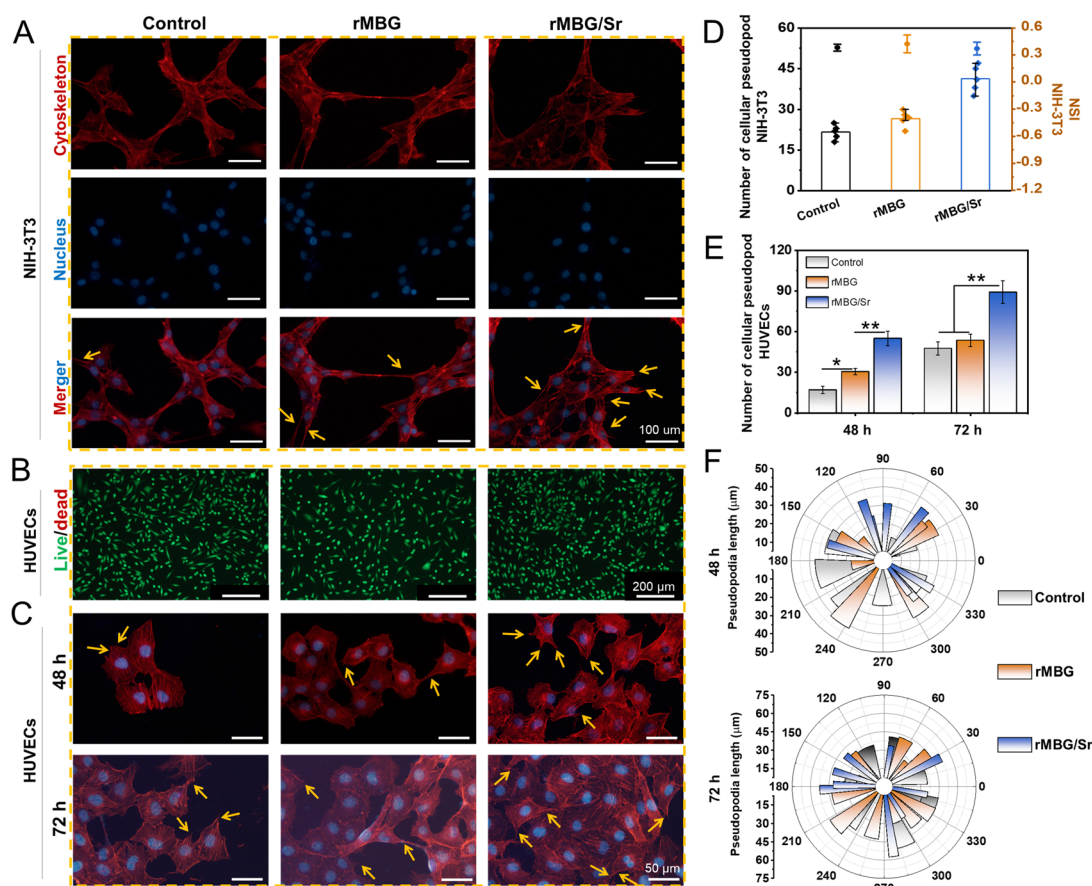 A
Control
rMBG
rMBG/Sr
NIH-3T3
Cytoskeleton
Nucleus
Merger
100 um
B
HUVECs
Live/dead
200 μm
C
HUVECs
48 h
72 h
50 μm
D
Number of cellular pseudopod
NIH-3T3
60
45
30
15
0
0.6
0.3
0.0
-0.3
-0.6
-0.9
-1.2
NSI
NIH-3T3
Control
rMBG
rMBG/Sr
E
Number of cellular pseudopod
HUVECs
120
90
60
30
0
Control
rMBG
rMBG/Sr
*
**
**
48 h
72 h
F
48 h
Pseudopodia length (μm)
50
40
30
20
10
10
20
30
40
50
90
60
30
0
330
300
270
240
210
180
150
120
Control
rMBG
rMBG/Sr
72 h
Pseudopodia length (μm)
75
60
45
30
15
15
30
45
60
75
90
60
30
0
330
300
270
240
210
180
150
120